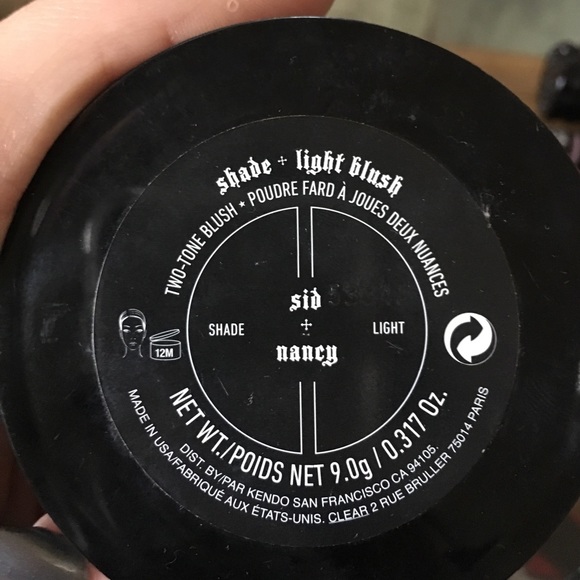 shade + light blush
TWO-TONE BLUSH * POUDRE FARD À JOUES DEUX NUANCES
sid
SHADE + LIGHT
nancy
12M
NET WT./POIDS NET 9.0g / 0.317 Oz.
DIST. BY/PAR KENDO SAN FRANCISCO CA 94105.
MADE IN USA/FABRIQUÉ AUX ÉTATS-UNIS. CLEAR 2 RUE BRULLER 75014 PARIS